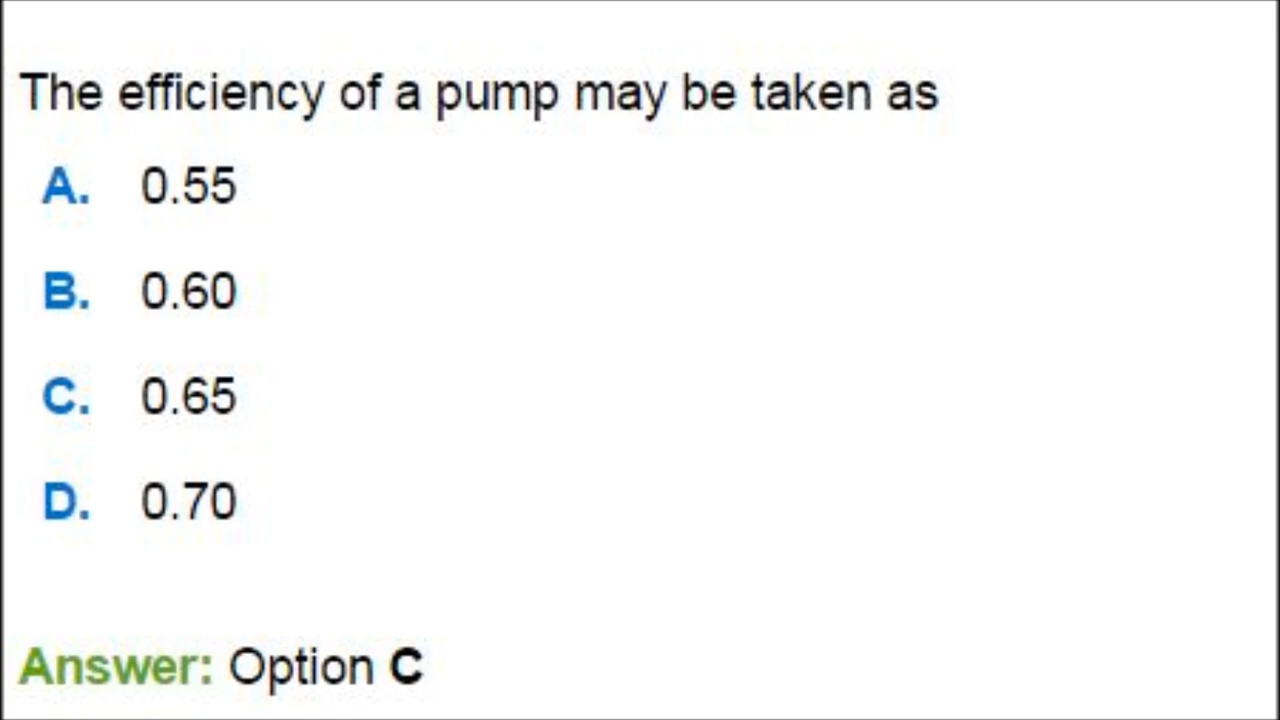 The efficiency of a pump may be taken as
A. 0.55
B. 0.60
C. 0.65
D. 0.70
Answer: Option C